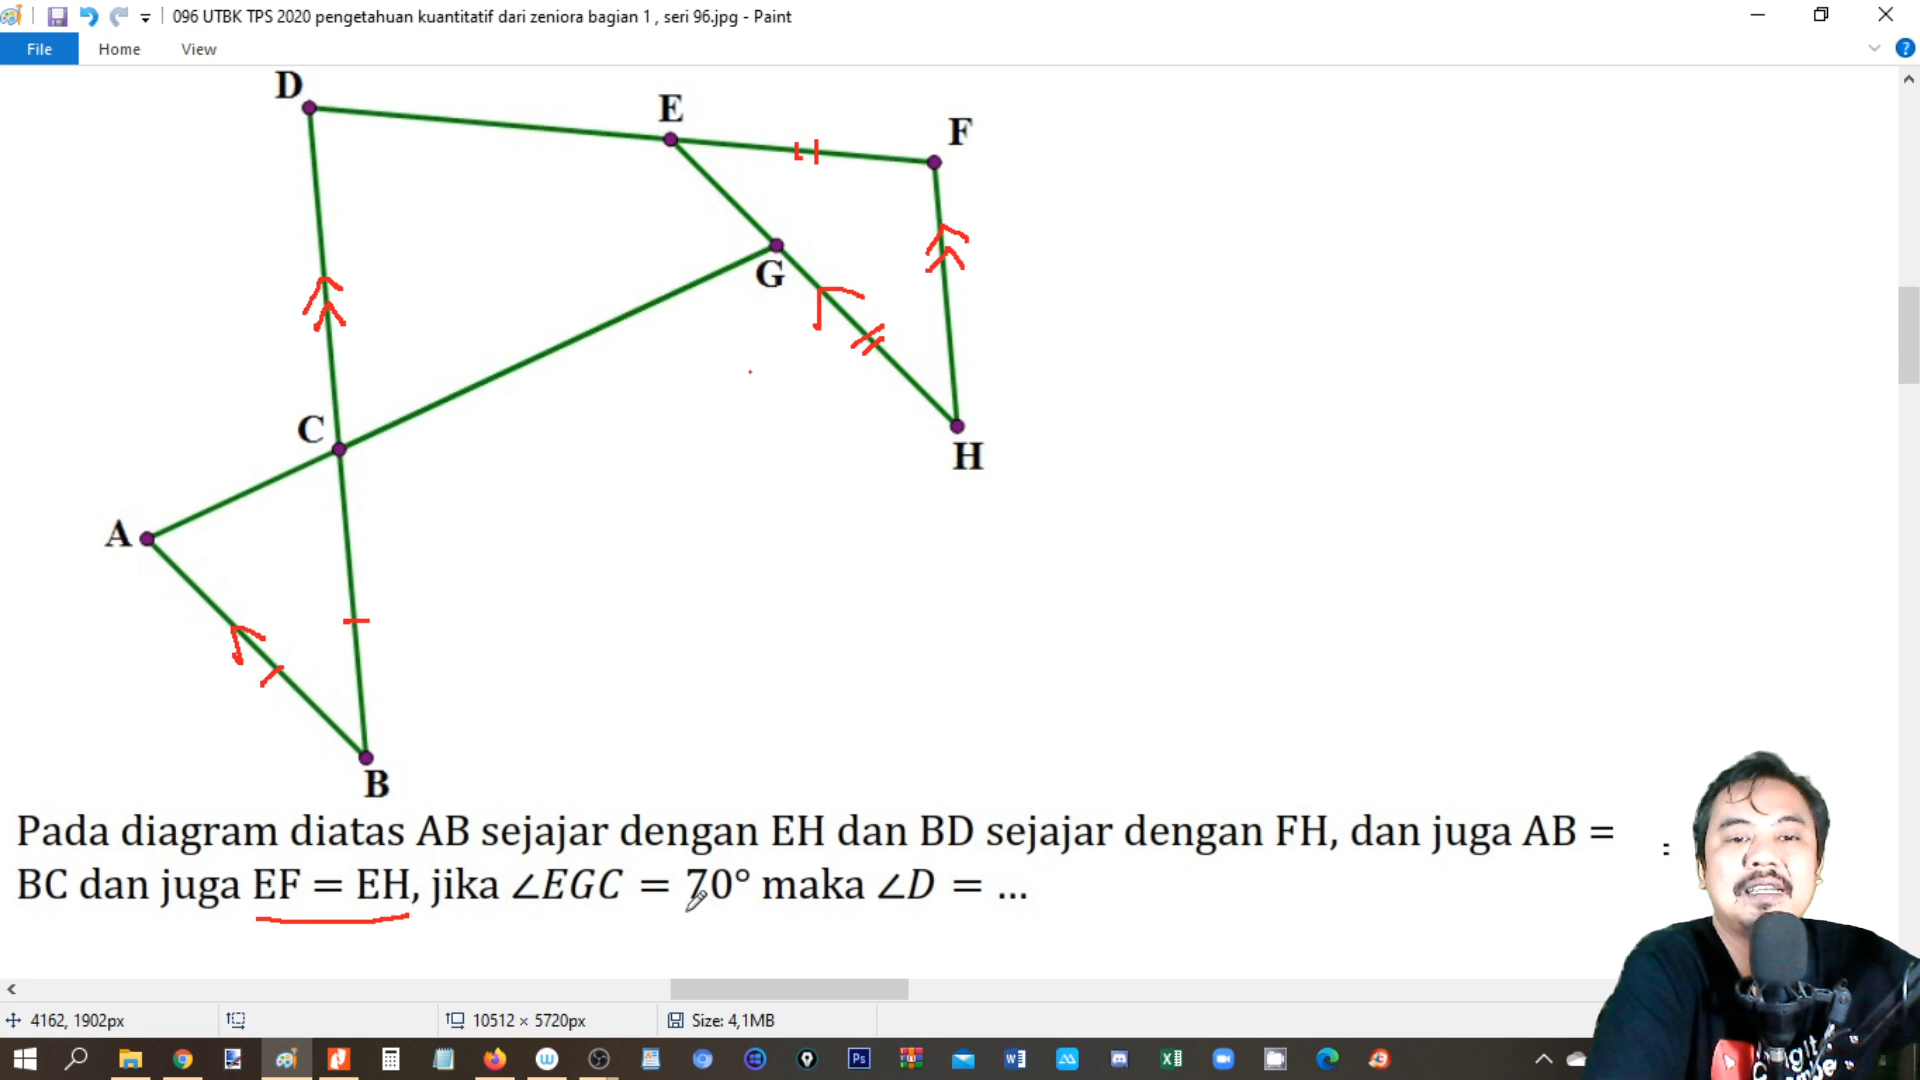 096 UTBK TPS 2020 pengetahuan kuantitatif dari zeniora bagian 1 , seri 96.jpg - Paint
File Home View
D
E
F
G
C
H
A
B
Pada diagram diatas AB sejajar dengan EH dan BD sejajar dengan FH, dan juga AB =
BC dan juga EF = EH, jika ∠EGC = 70° maka ∠D = ...
4162, 1902px 10512 × 5720px Size: 4,1MB